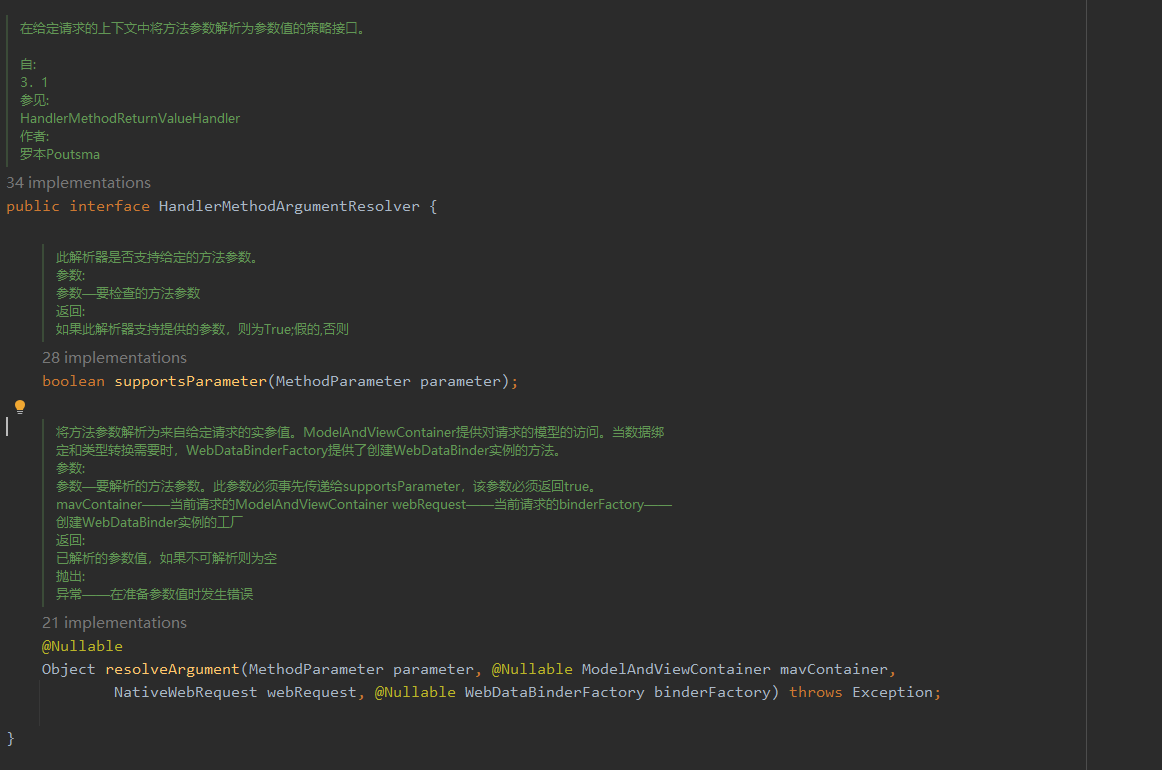 在给定请求的上下文中将方法参数解析为参数值的策略接口。
自:
3. 1
参见:
HandlerMethodReturnValueHandler
作者:
罗本Poutsma
34 implementations
public interface HandlerMethodArgumentResolver {
此解析器是否支持给定的方法参数。
参数:
参数—要检查的方法参数
返回:
如果此解析器支持提供的参数，则为True;假的,否则
28 implementations
boolean supportsParameter(MethodParameter parameter);
将方法参数解析为来自给定请求的实参值。ModelAndViewContainer提供对请求的模型的访问。当数据绑
定和类型转换需要时，WebDataBinderFactory提供了创建WebDataBinder实例的方法。
参数:
参数—要解析的方法参数。此参数必须事先传递给supportsParameter，该参数必须返回true。
mavContainer——当前请求的ModelAndViewContainer webRequest——当前请求的binderFactory——
创建WebDataBinder实例的工厂
返回:
已解析的参数值，如果不可解析则为空
抛出:
异常——在准备参数值时发生错误
21 implementations
@Nullable
Object resolveArgument(MethodParameter parameter, @Nullable ModelAndViewContainer mavContainer,
NativeWebRequest webRequest, @Nullable WebDataBinderFactory binderFactory) throws Exception;
}